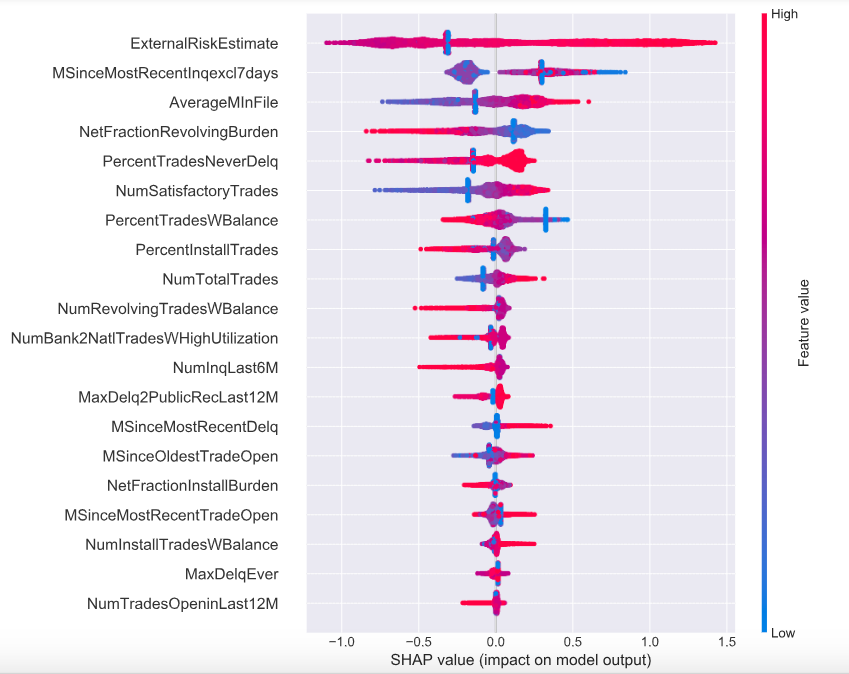 High
ExternalRiskEstimate
MSinceMostRecentInqexcl7days
AverageMInFile
NetFractionRevolvingBurden
PercentTradesNeverDelq
NumSatisfactoryTrades
PercentTradesWBalance
PercentInstallTrades
NumTotalTrades
NumRevolvingTradesWBalance
NumBank2NatlTradesWHighUtilization
NumInqLast6M
MaxDelq2PublicRecLast12M
MSinceMostRecentDelq
MSinceOldestTradeOpen
NetFractionInstallBurden
MSinceMostRecentTradeOpen
NumInstallTradesWBalance
MaxDelqEver
NumTradesOpeninLast12M
Feature value
Low
−1.0 −0.5 0.0 0.5 1.0 1.5
SHAP value (impact on model output)